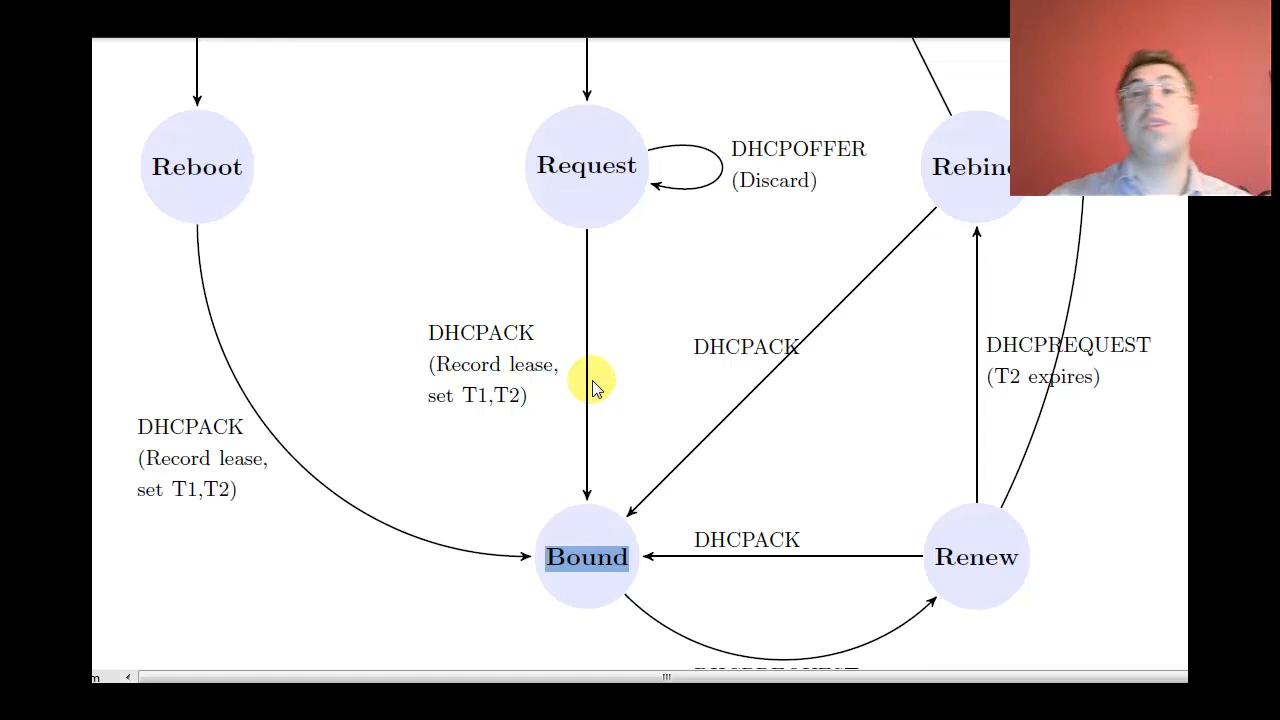 DHCPOFFER
(Discard)
Reboot
Request
DHCPACK
(Record lease,
set T1,T2)
DHCPACK
DHCPREQUEST
(T2 expires)
DHCPACK
(Record lease,
set T1,T2)
DHCPACK
Bound
Renew